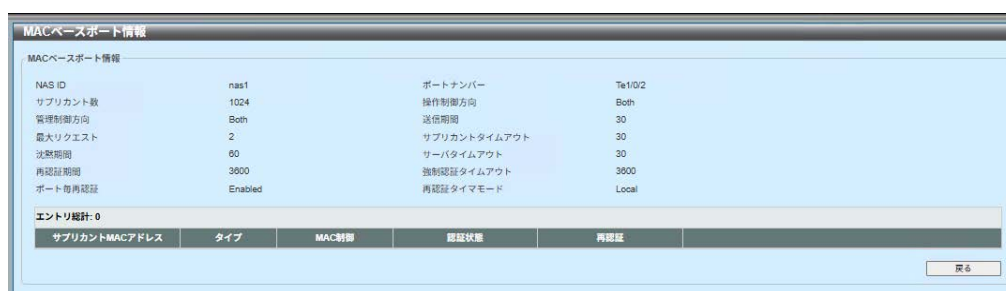 MACベースポート情報
MACベースポート情報
NAS ID nas1 ポートナンバー Te1/0/2
サプリカント数 1024 操作制御方向 Both
管理制御方向 Both 送信期間 30
最大リクエスト 2 サプリカントタイムアウト 30
沈黙期間 60 サーバタイムアウト 30
再認証期間 3600 強制認証タイムアウト 3600
ポート毎再認証 Enabled 再認証タイマモード Local
エントリ総計: 0
サプリカントMACアドレス タイプ MAC制御 認証状態 再認証
戻る